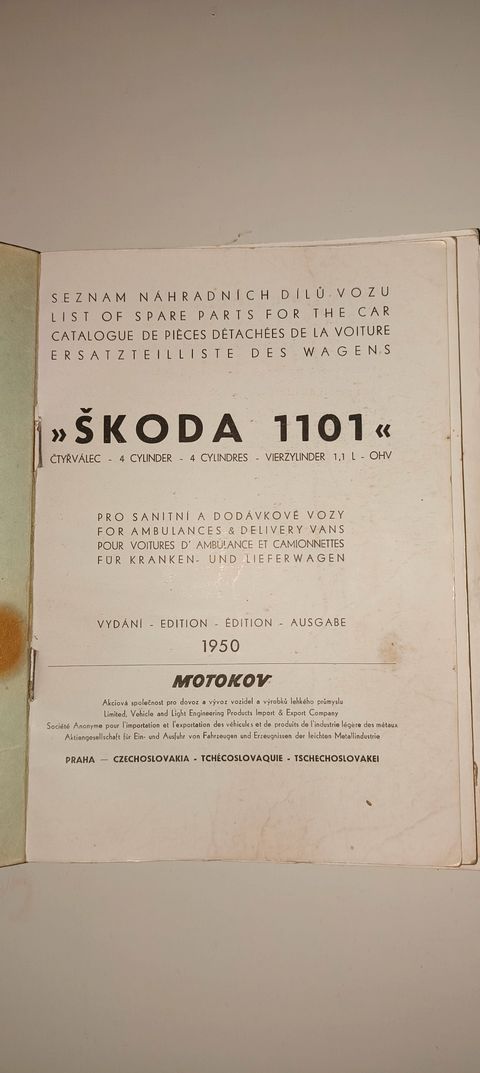 SEZNAM NÁHRADNÍCH DÍLŮ VOZU
LIST OF SPARE PARTS FOR THE CAR
CATALOGUE DE PIÈCES DÉTACHÉES DE LA VOITURE
ERSATZTEILLISTE DES WAGENS
»ŠKODA 1101«
ČTYŘVÁLEC - 4 CYLINDER - 4 CYLINDRES - VIERZYLINDER 1,1 L - OHV
PRO SANITNÍ A DODÁVKOVÉ VOZY
FOR AMBULANCES & DELIVERY VANS
POUR VOITURES D' AMBULANCE ET CAMIONNETTES
FÜR KRANKEN- UND LIEFERWAGEN
VYDÁNÍ - EDITION - ÉDITION - AUSGABE
1950
MOTOKOV
Akciová společnost pro dovoz a vývoz vozidel a výrobků lehkého průmyslu
Limited, Vehicle and Light Engineering Products Import & Export Company
Société Anonyme pour l'importation et l'exportation des véhicules et de produits de l'industrie légère des métaux
Aktiengesellschaft für Ein- und Ausfuhr von Fahrzeugen und Erzeugnissen der leichten Metallindustrie
PRAHA — CZECHOSLOVAKIA - TCHÉCOSLOVAQUIE - TSCHECHOSLOVAKEI